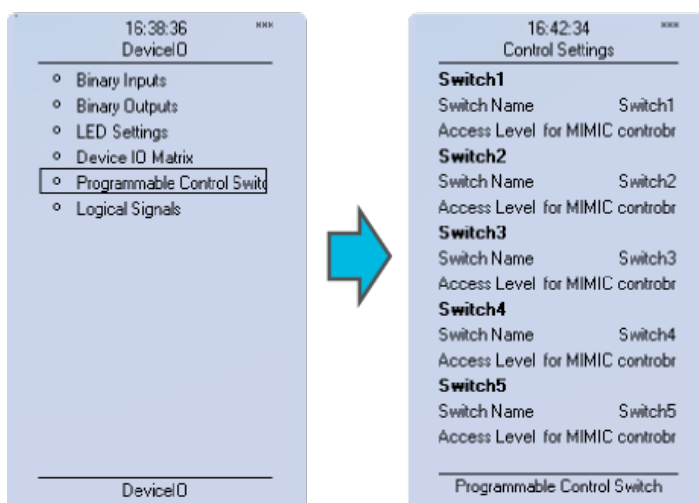 16:38:36
DeviceIO
Binary Inputs
Binary Outputs
LED Settings
Device IO Matrix
Programmable Control Switc
Logical Signals
DeviceIO
16:42:34
Control Settings
Switch1
Switch Name Switch1
Access Level for MIMIC controbr
Switch2
Switch Name Switch2
Access Level for MIMIC controbr
Switch3
Switch Name Switch3
Access Level for MIMIC controbr
Switch4
Switch Name Switch4
Access Level for MIMIC controbr
Switch5
Switch Name Switch5
Access Level for MIMIC controbr
Programmable Control Switch